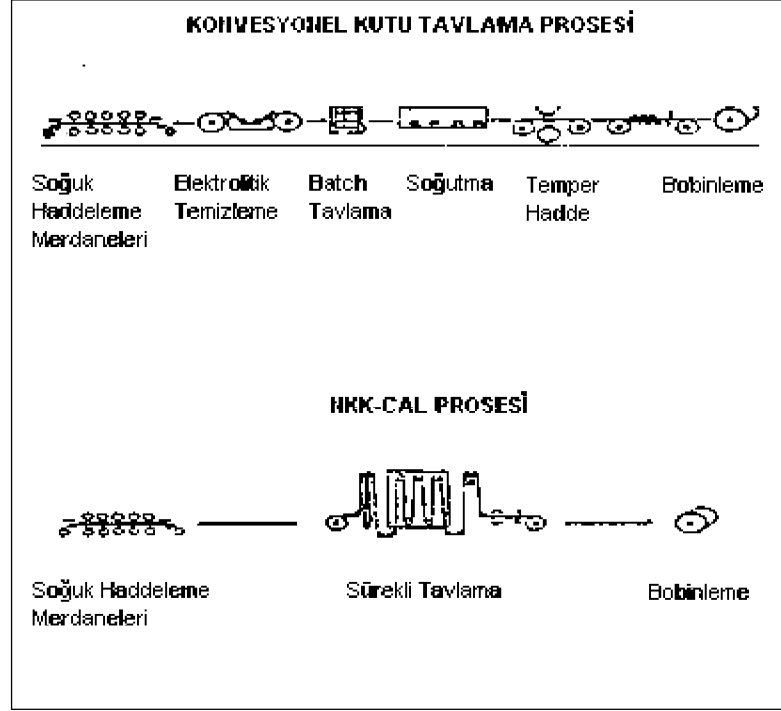 KONVESYONEL KUTU TAVLAMA PROSESİ
Soğuk Haddeleme Merdaneleri
Elektrolitik Temizleme
Batch Tavlama
Soğutma
Temper Hadde
Bobinleme
NKK-CAL PROSESİ
Soğuk Haddeleme Merdaneleri
Sürekli Tavlama
Bobinleme